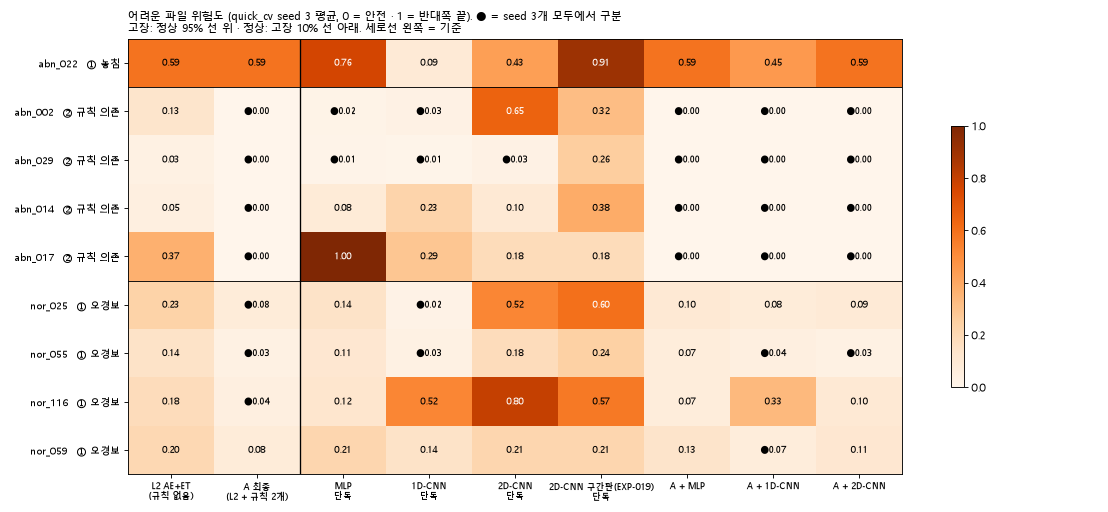 어려운 파일 위험도 (quick_cv seed 3 평균, 0 = 안전 · 1 = 반대쪽 끝). ● = seed 3개 모두에서 구분
고장: 정상 95% 선 위 · 정상: 고장 10% 선 아래. 세로선 왼쪽 = 기준
abn_022 ① 놓침 0.59 0.59 0.76 0.09 0.43 0.91 0.59 0.45 0.59
abn_002 ② 규칙 의존 0.13 ●0.00 ●0.02 ●0.03 0.65 0.32 ●0.00 ●0.00 ●0.00
abn_029 ② 규칙 의존 0.03 ●0.00 ●0.01 ●0.01 ●0.03 0.26 ●0.00 ●0.00 ●0.00
abn_014 ② 규칙 의존 0.05 ●0.00 0.08 0.23 0.10 0.38 ●0.00 ●0.00 ●0.00
abn_017 ② 규칙 의존 0.37 ●0.00 1.00 0.29 0.18 0.18 ●0.00 ●0.00 ●0.00
nor_025 ① 오경보 0.23 ●0.08 0.14 ●0.02 0.52 0.60 0.10 0.08 0.09
nor_055 ① 오경보 0.14 ●0.03 0.11 ●0.03 0.18 0.24 0.07 ●0.04 ●0.03
nor_116 ① 오경보 0.18 ●0.04 0.12 0.52 0.80 0.57 0.07 0.33 0.10
nor_059 ① 오경보 0.20 0.08 0.21 0.14 0.21 0.21 0.13 ●0.07 0.11
L2 AE+ET A 최종 MLP 1D-CNN 2D-CNN 2D-CNN 구간판(EXP-019) A + MLP A + 1D-CNN A + 2D-CNN
(규칙 없음) (L2 + 규칙 2개) 단독 단독 단독 단독
1.0
0.8
0.6
0.4
0.2
0.0